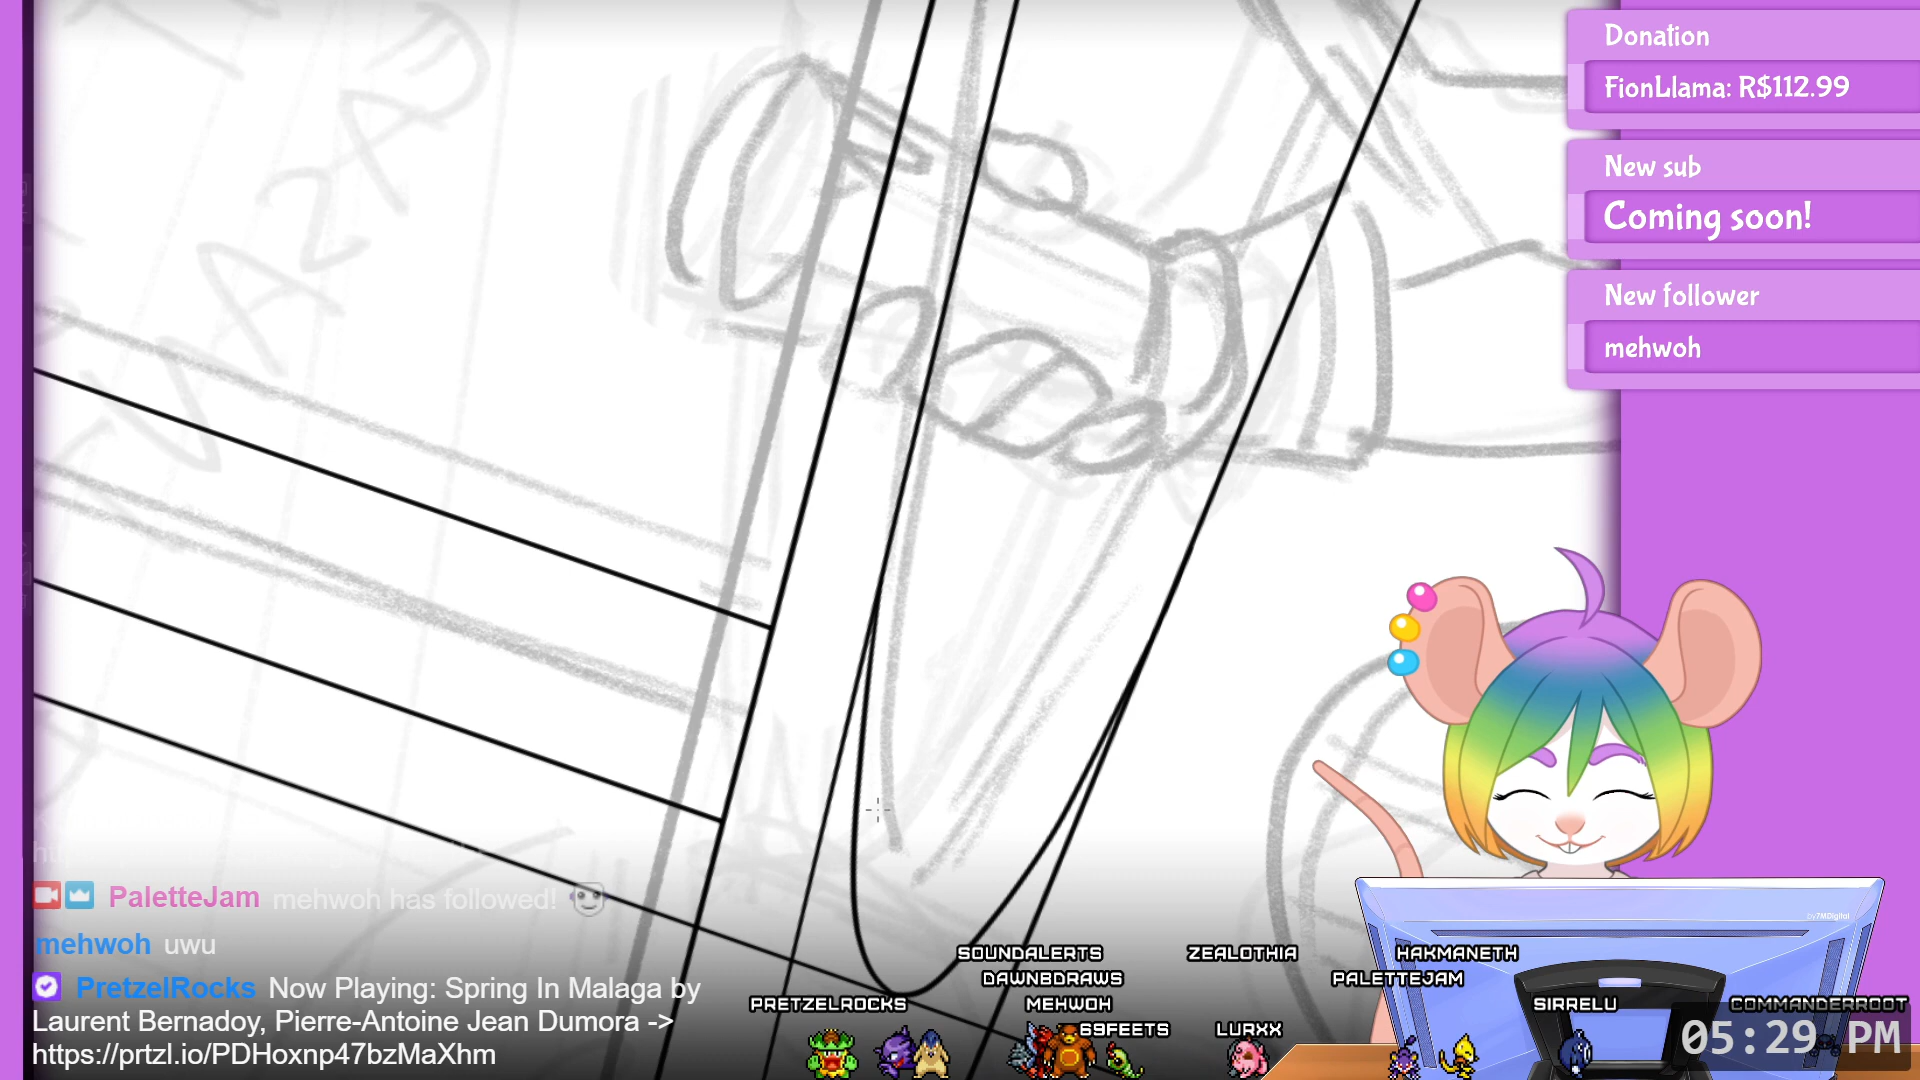 Donation
FionLlama: R$112.99
New sub
Coming soon!
New follower
mehwoh
PaletteJam mehwoh has followed!
mehwoh uwu
PretzelRocks Now Playing: Spring In Malaga by
Laurent Bernadoy, Pierre-Antoine Jean Dumora ->
https://prtzl.io/PDHoxnp47bzMaXhm
by7MDigital
SOUNDALERTS
ZEALOTHIA
HAKMANETH
DAWNBDRAWS
PALETTEJAM
PRETZELROCKS
MEHWOH
SIRRELU
COMMANDERROOT
69FEETS
LURXX
05:29 PM